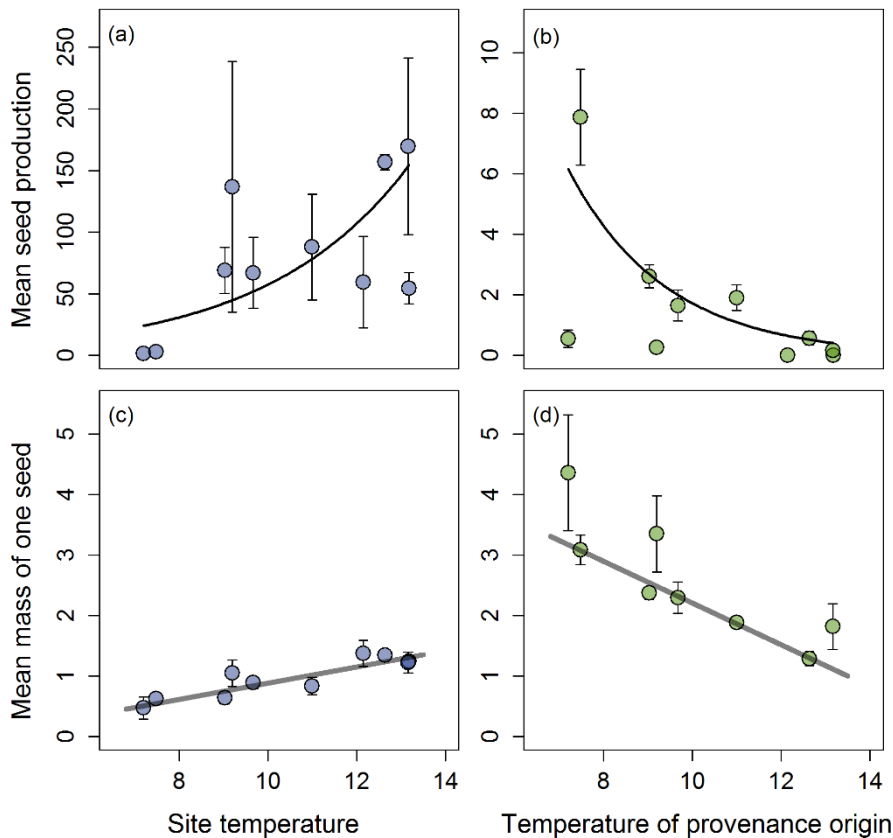 (a)
Mean seed production
250
200
150
100
50
0
(b)
10
8
6
4
2
0
(c)
Mean mass of one seed
5
4
3
2
1
0
8 10 12 14
Site temperature
(d)
5
4
3
2
1
0
8 10 12 14
Temperature of provenance origin